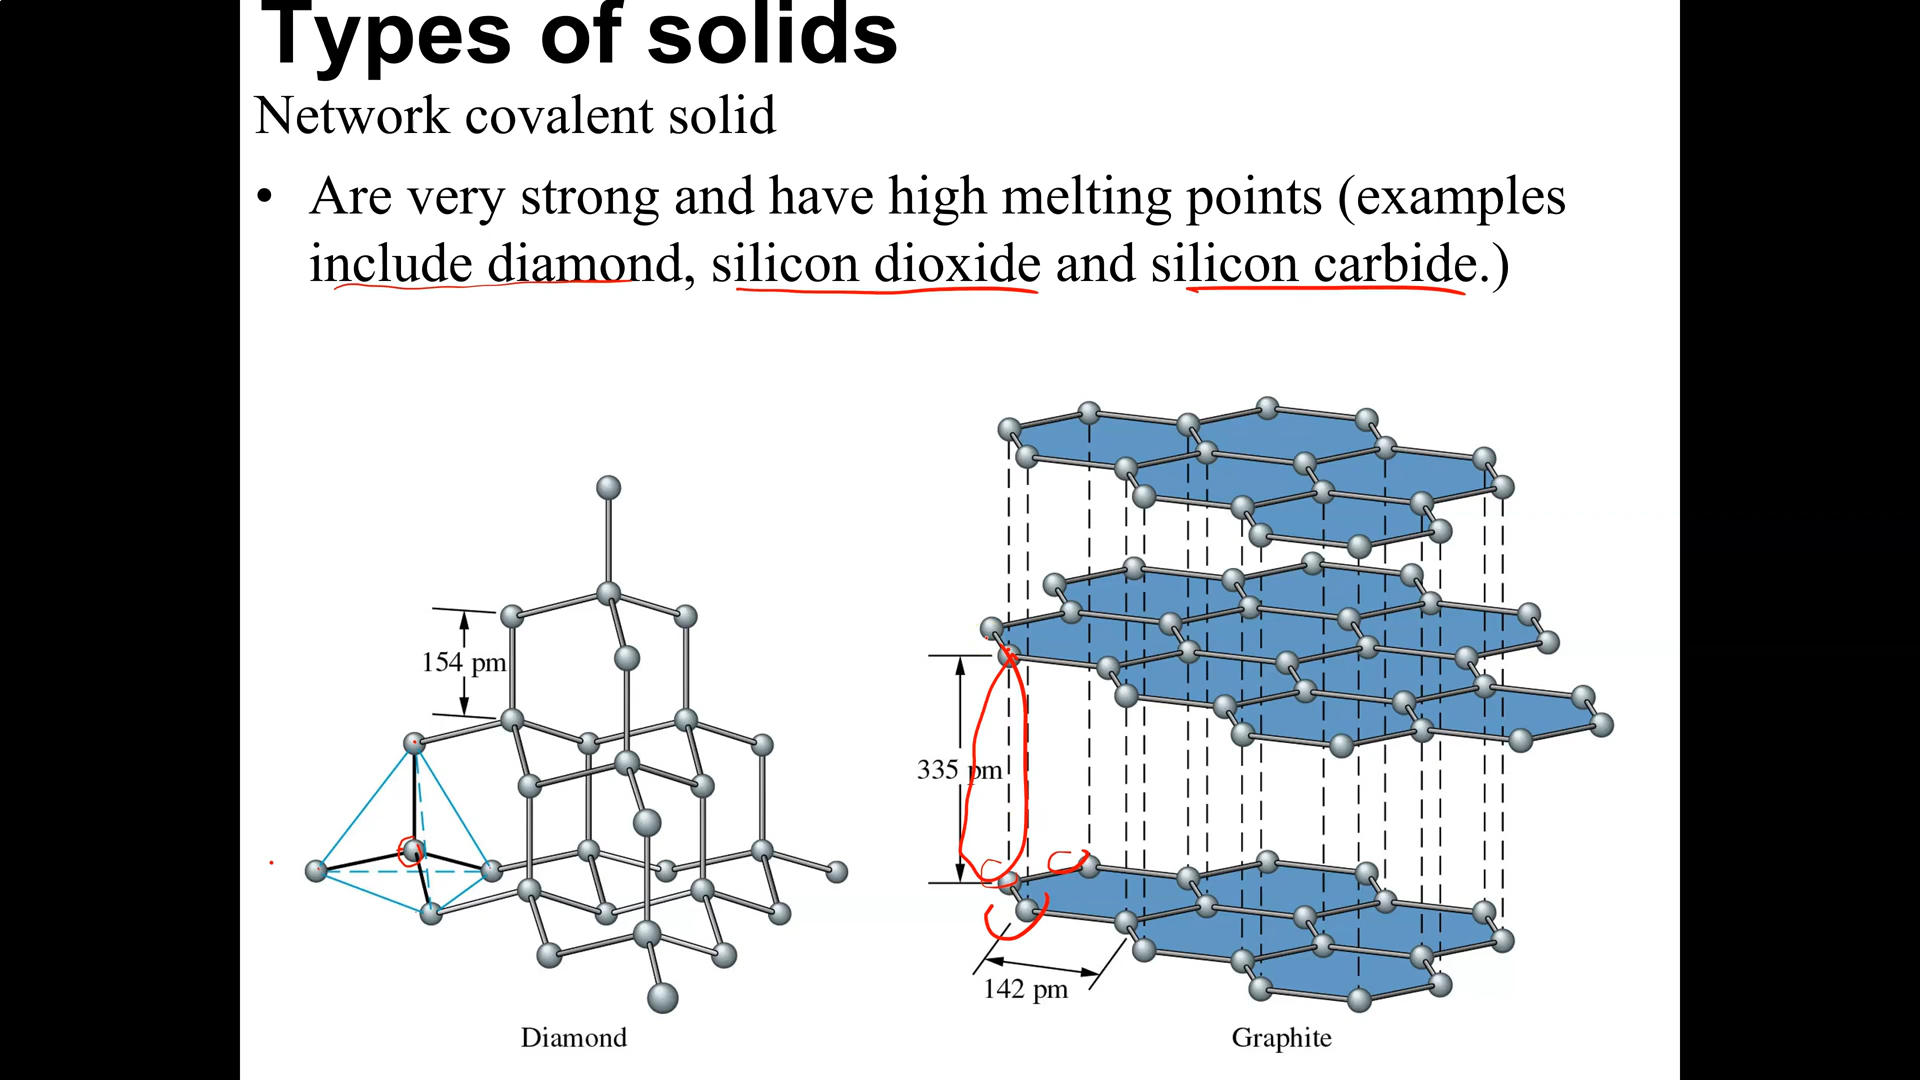 Types of solids
Network covalent solid
• Are very strong and have high melting points (examples
include diamond, silicon dioxide and silicon carbide.)
154 pm
335 pm
142 pm
Diamond
Graphite